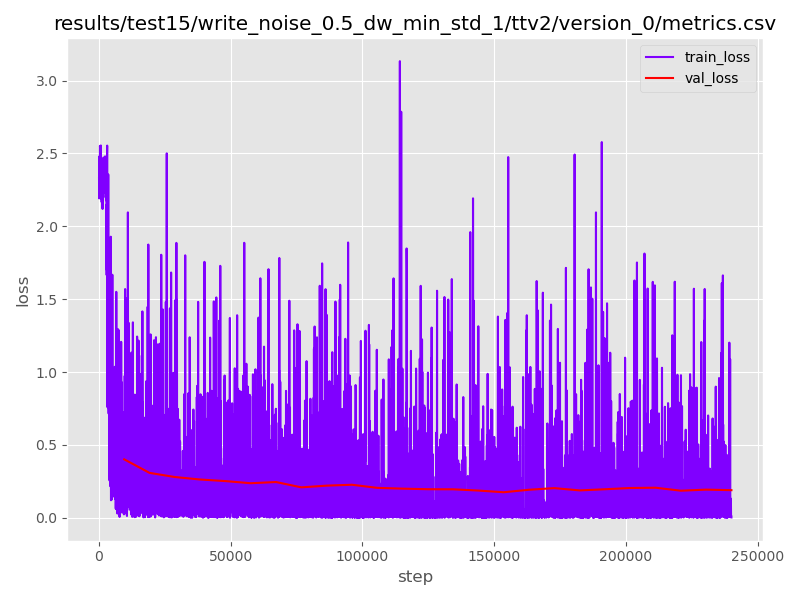 results/test15/write_noise_0.5_dw_min_std_1/ttv2/version_0/metrics.csv
train_loss
val_loss
3.0
2.5
2.0
1.5
1.0
0.5
0.0
loss
0
50000
100000
150000
200000
250000
step